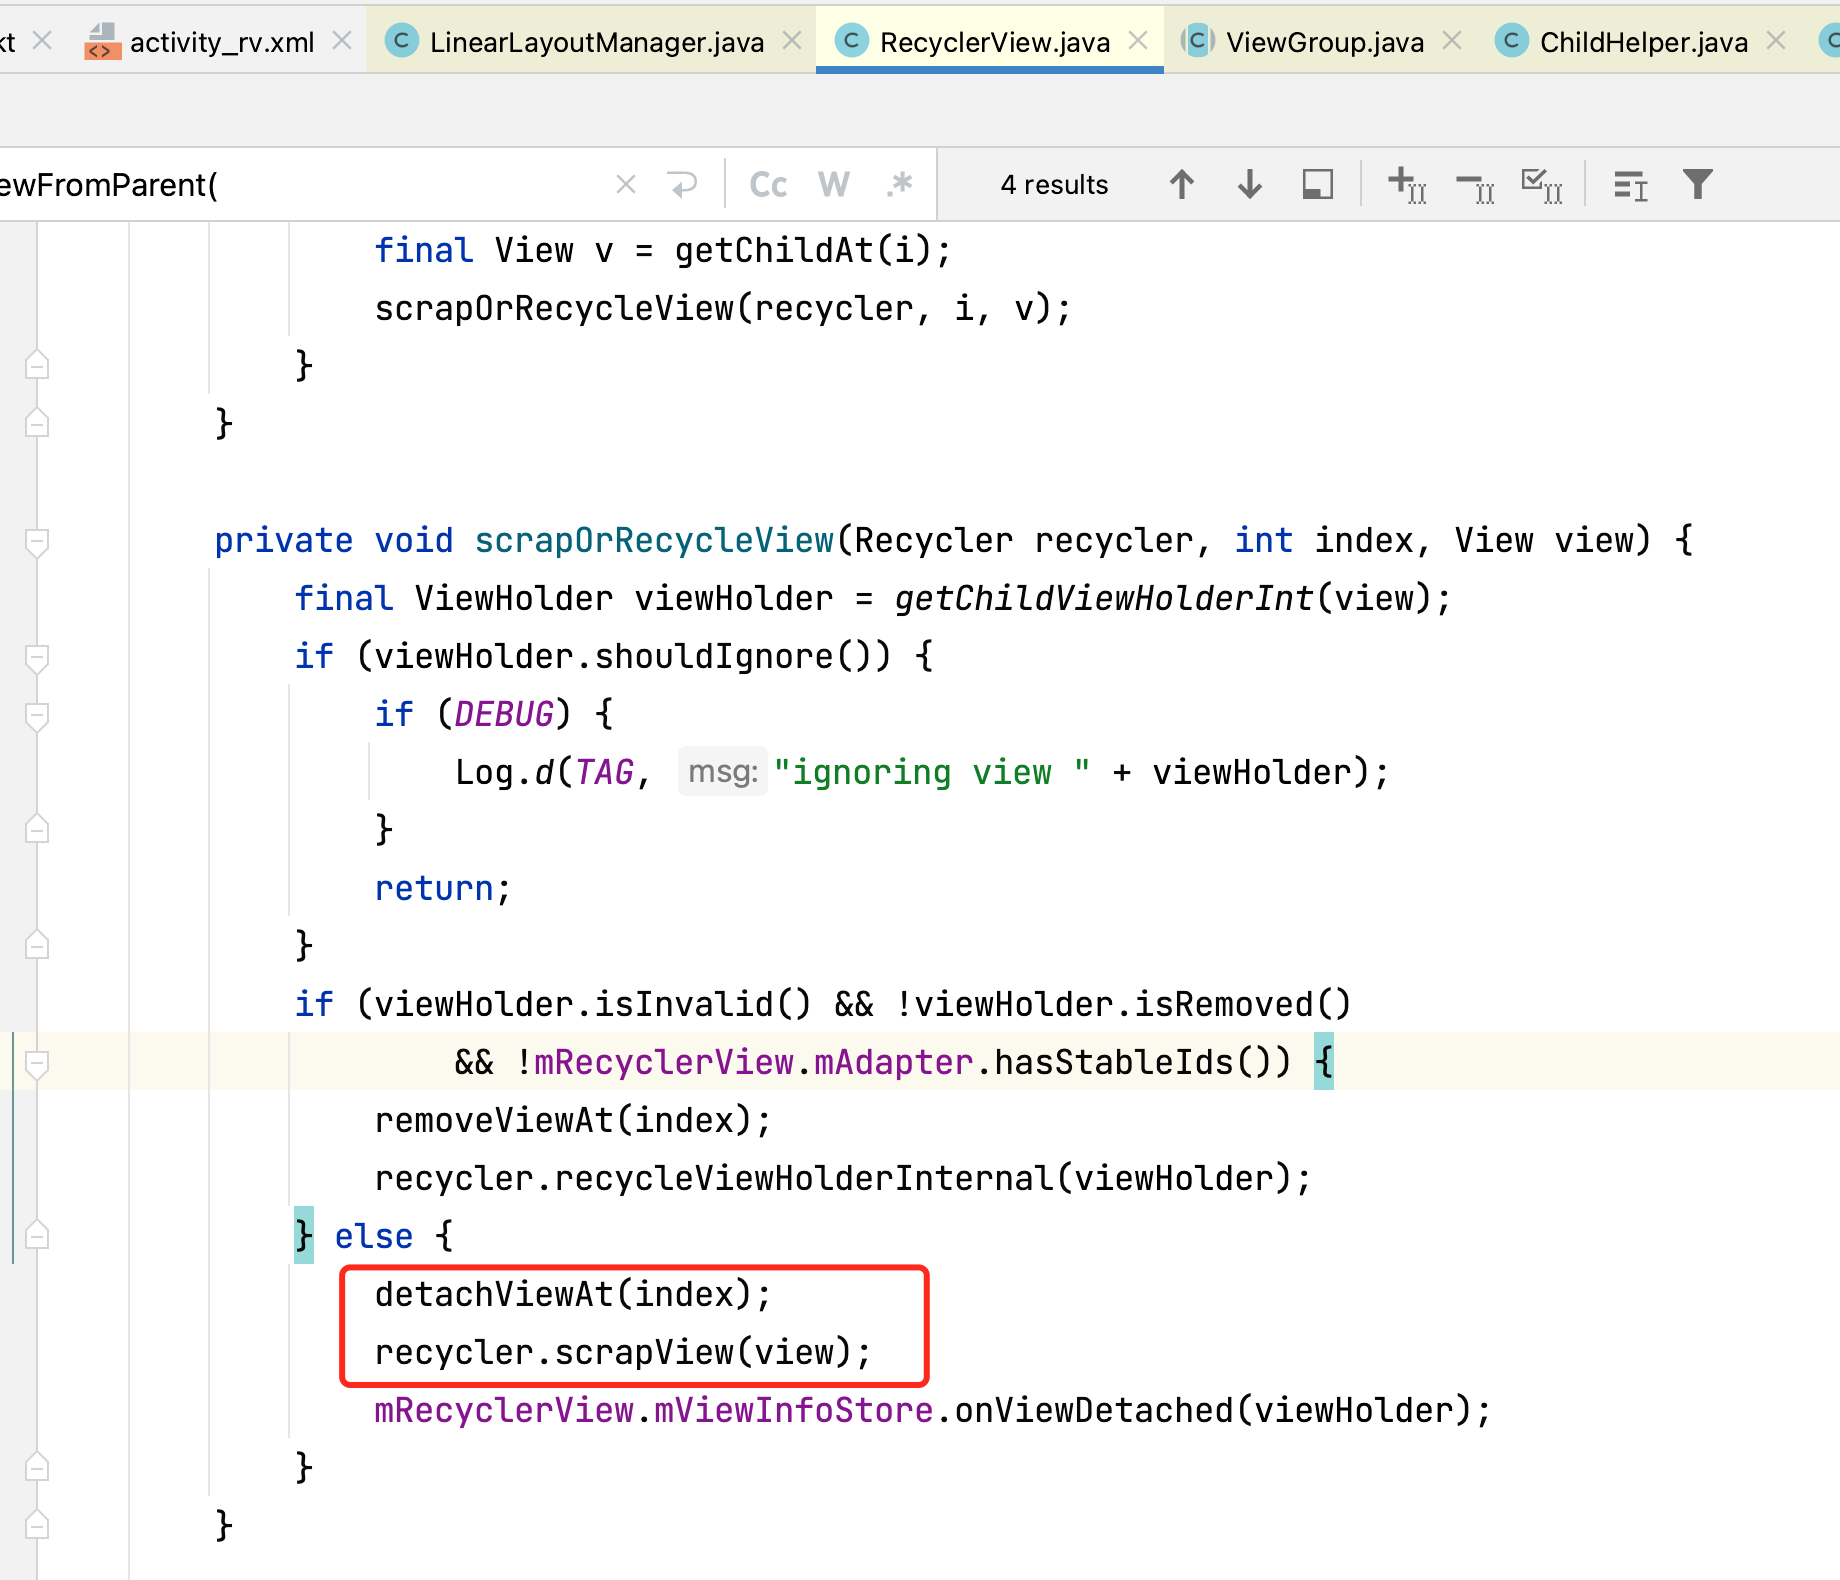 kt activity_rv.xml LinearLayoutManager.java RecyclerView.java ViewGroup.java ChildHelper.java
ewFromParent( Cc W .* 4 results
final View v = getChildAt(i);
scrapOrRecycleView(recycler, i, v);
}
}
private void scrapOrRecycleView(Recycler recycler, int index, View view) {
final ViewHolder viewHolder = getChildViewHolderInt(view);
if (viewHolder.shouldIgnore()) {
if (DEBUG) {
Log.d(TAG, msg: "ignoring view " + viewHolder);
}
return;
}
if (viewHolder.isInvalid() && !viewHolder.isRemoved()
&& !mRecyclerView.mAdapter.hasStableIds()) {
removeViewAt(index);
recycler.recycleViewHolderInternal(viewHolder);
} else {
detachViewAt(index);
recycler.scrapView(view);
mRecyclerView.mViewInfoStore.onViewDetached(viewHolder);
}
}